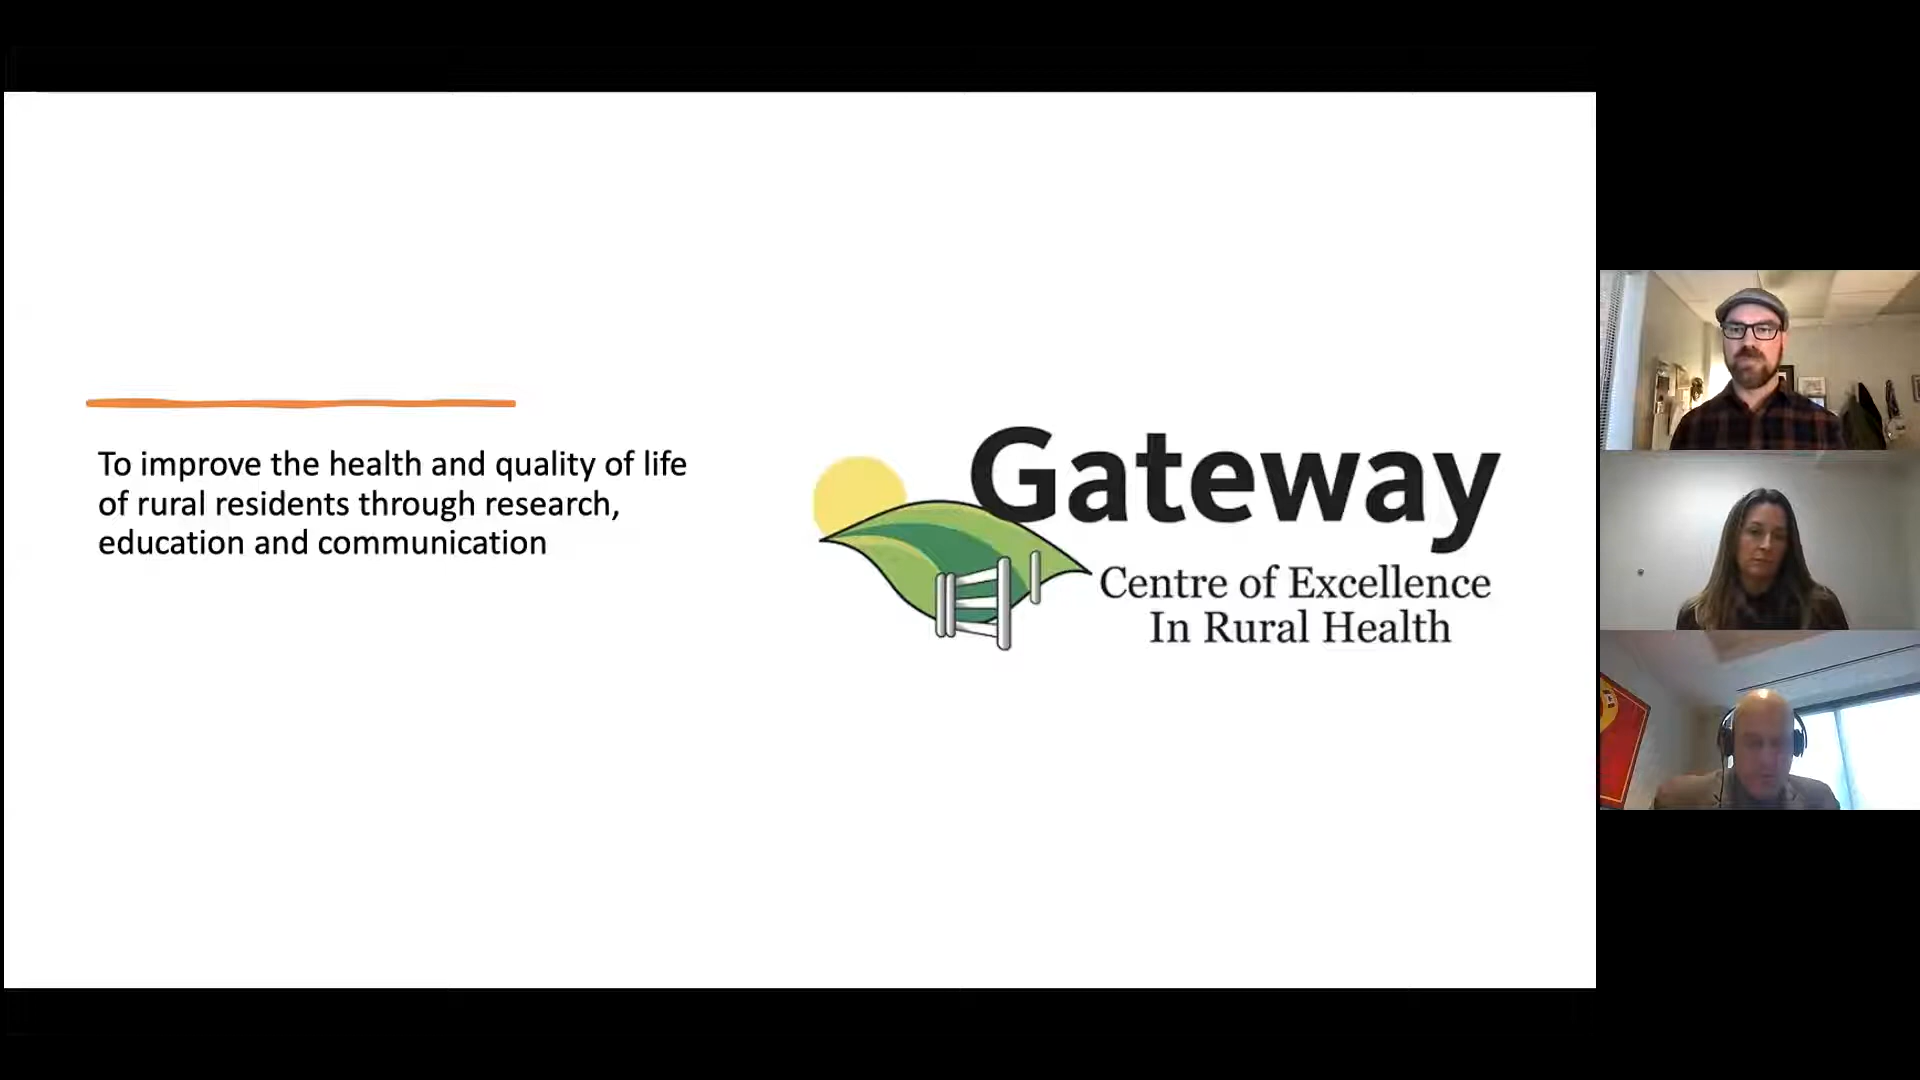 To improve the health and quality of life
of rural residents through research,
education and communication
Gateway
Centre of Excellence
In Rural Health